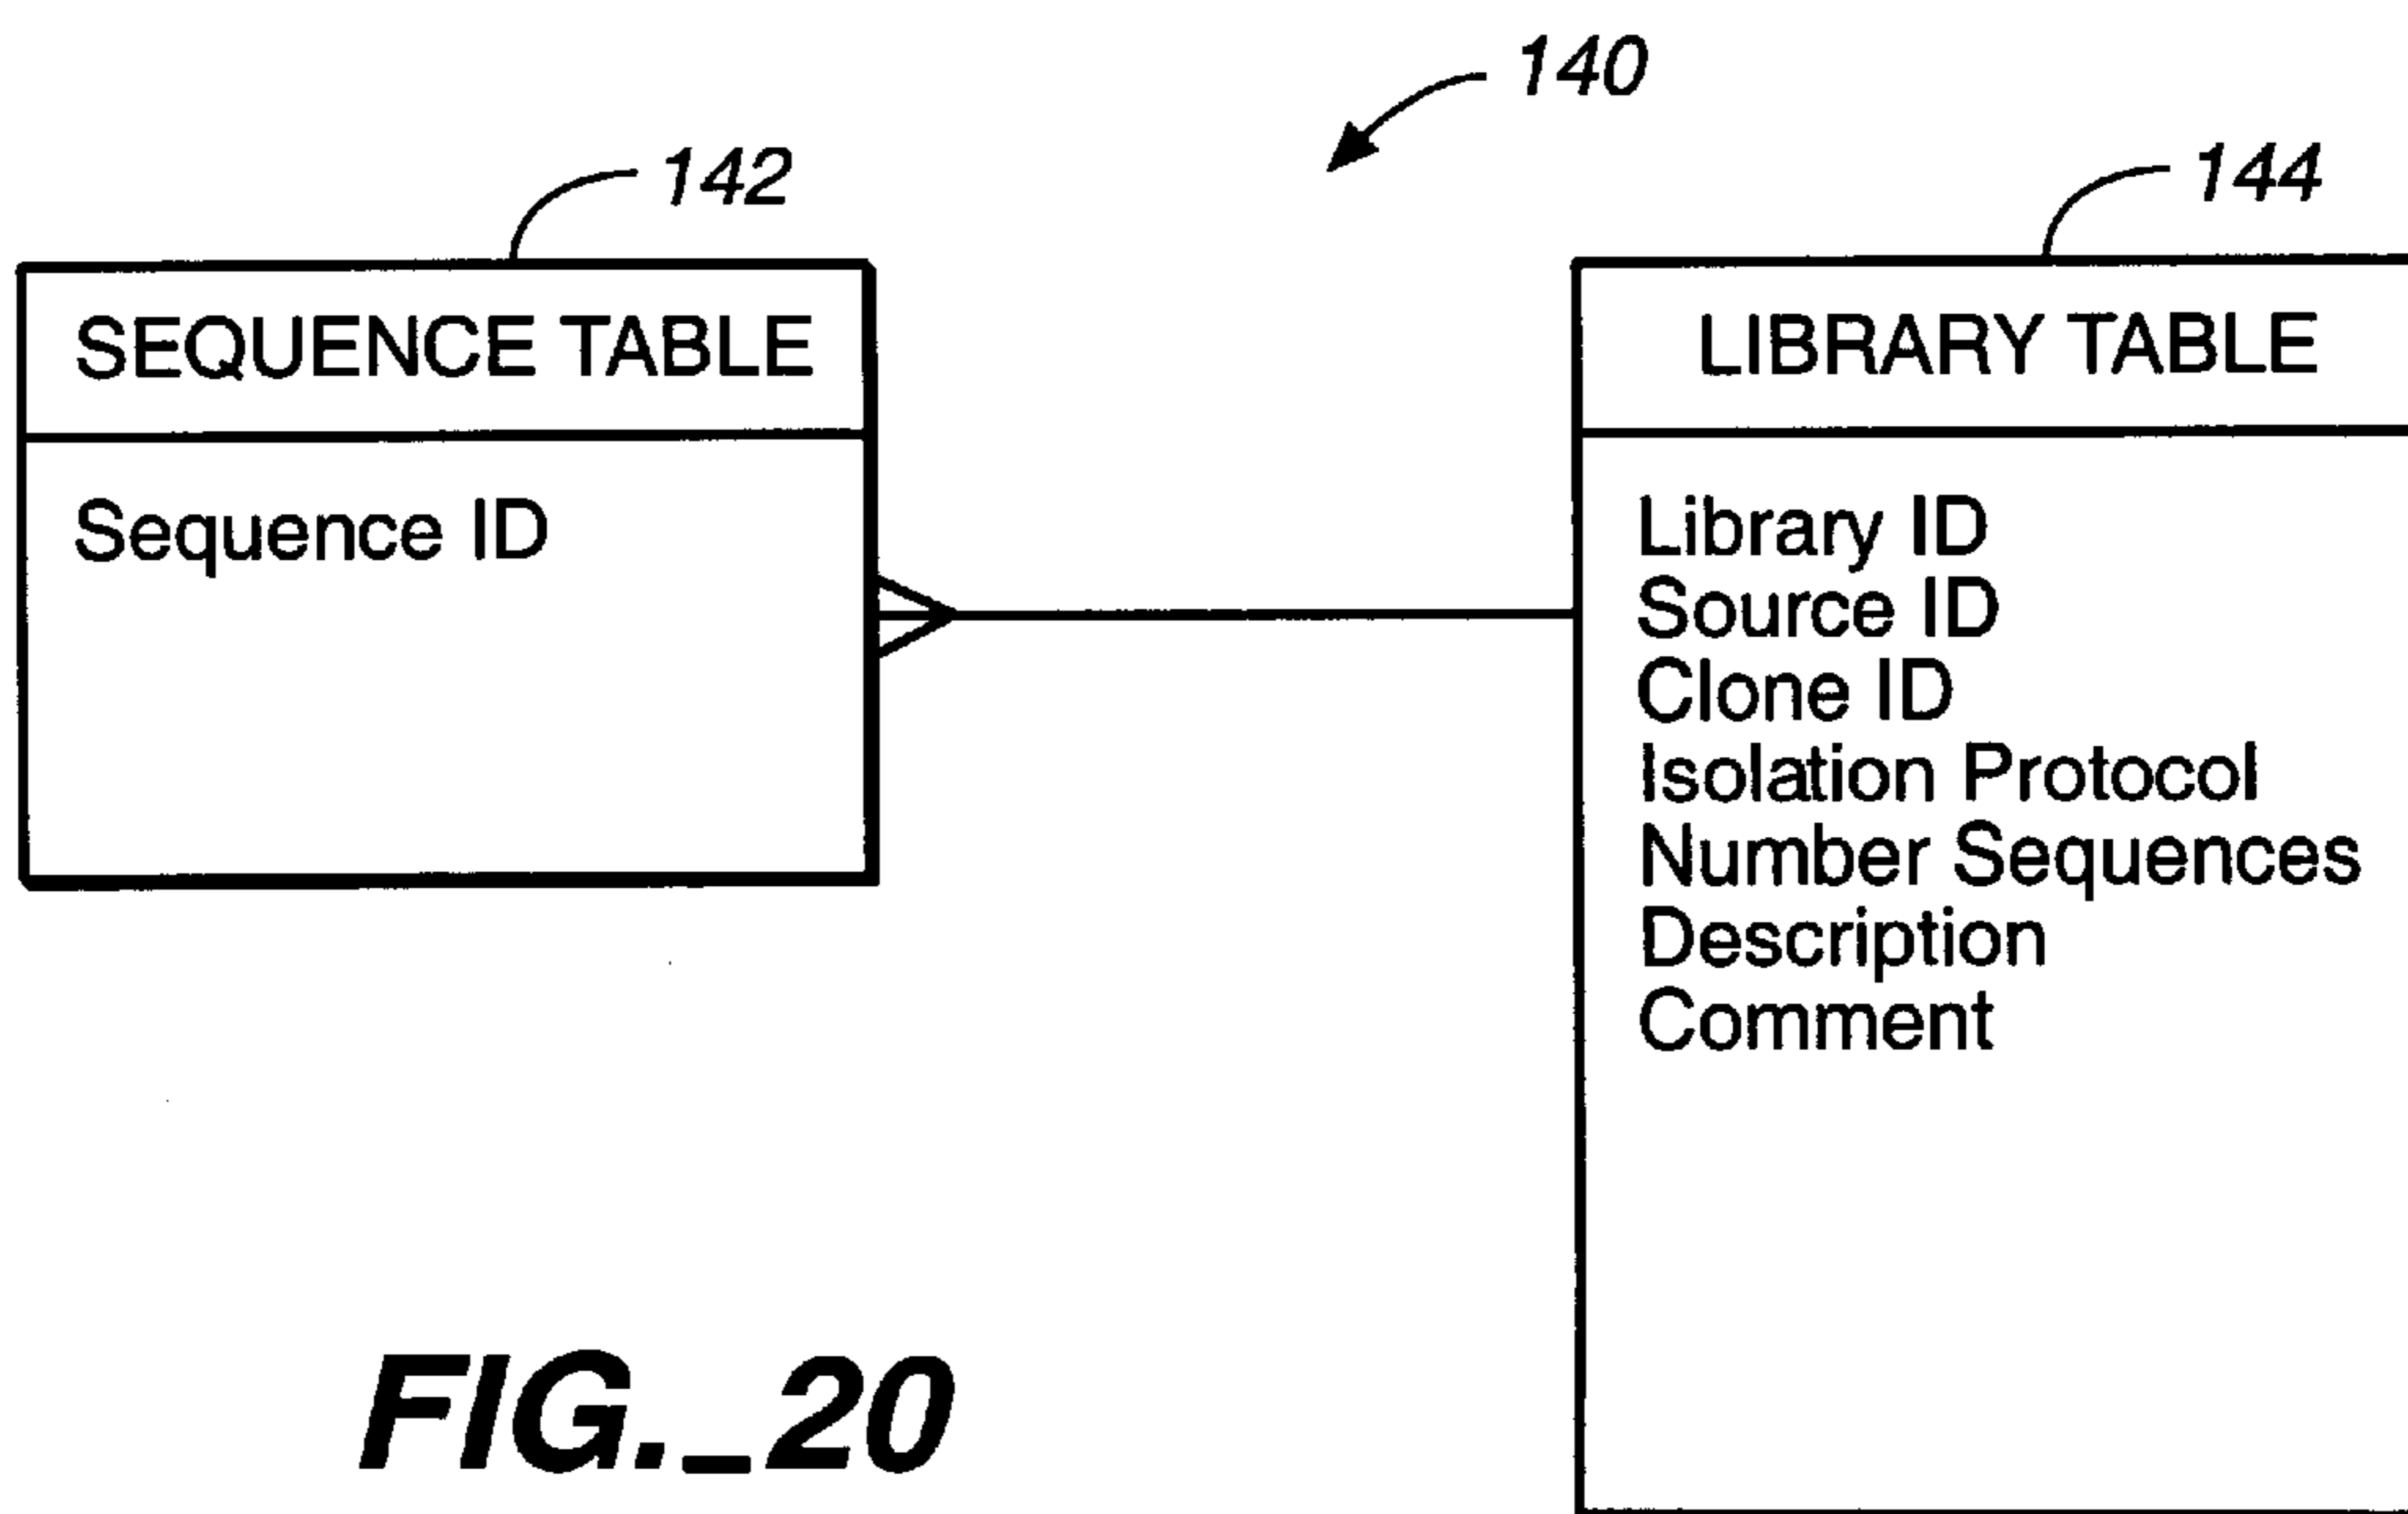 140
142
144
SEQUENCE TABLE
Sequence ID
LIBRARY TABLE
Library ID
Source ID
Clone ID
Isolation Protocol
Number Sequences
Description
Comment
FIG._20